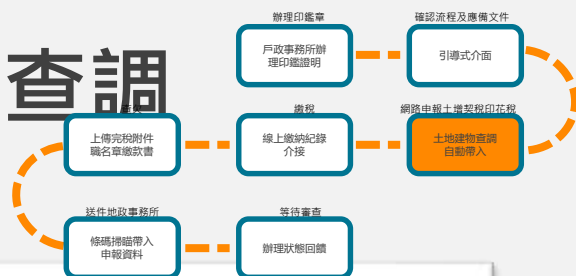 查調
辦理印鑑章
戶政事務所辦
理印鑑證明
確認流程及應備文件
引導式介面
網路申報土增契稅印花稅
土地建物查調
自動帶入
繳稅
線上繳納紀錄
介接
查欠
上傳完稅附件
職名章繳款書
送件地政事務所
條碼掃瞄帶入
申報資料
等待審查
辦理狀態回饋